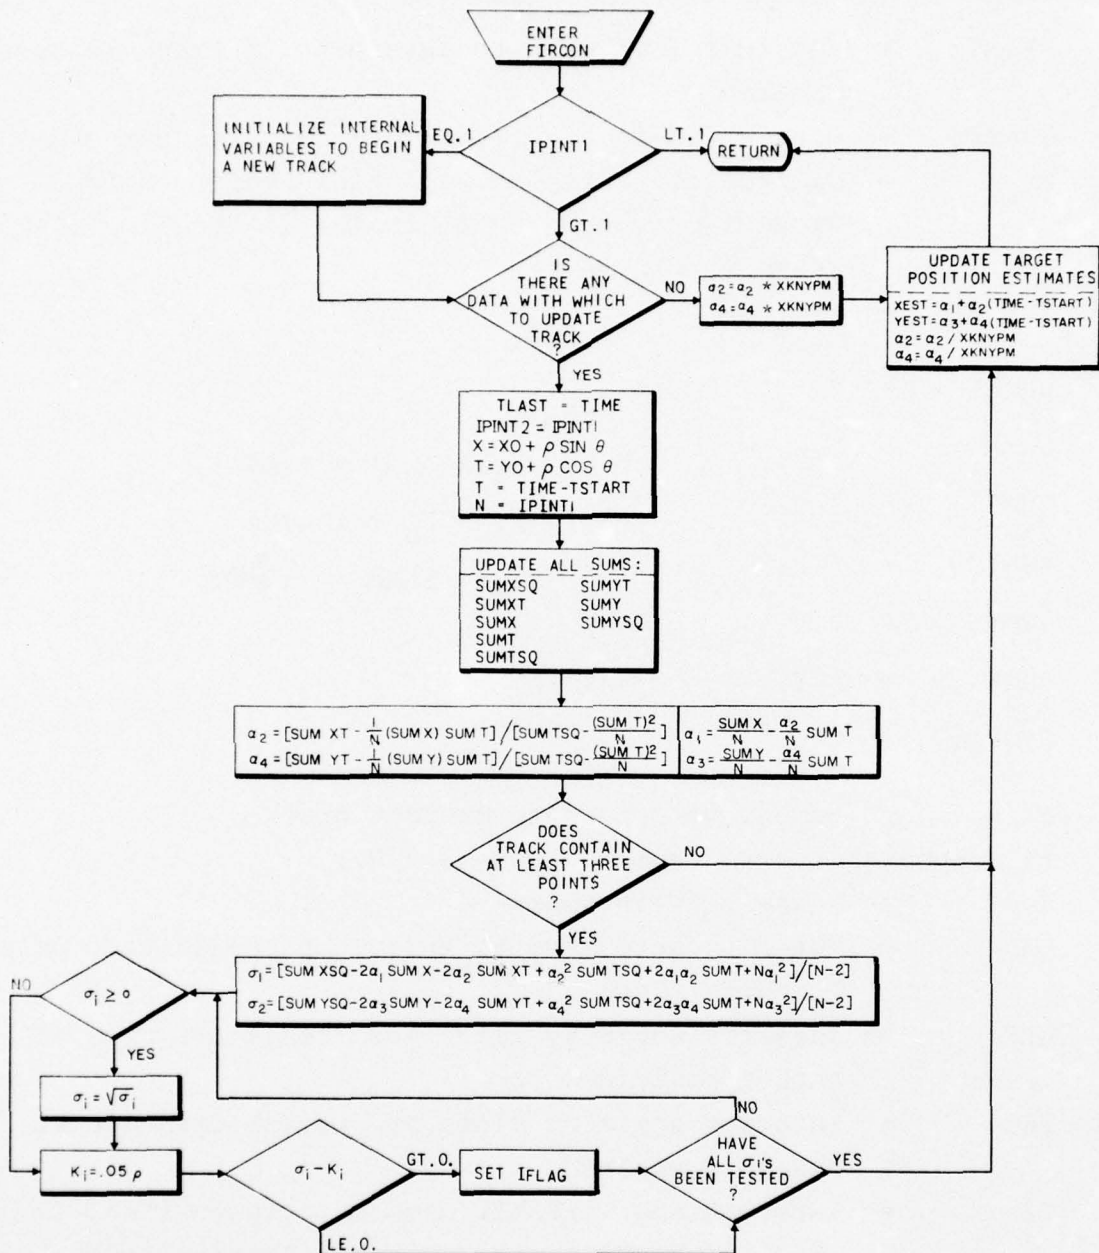 ENTER
FIRCON
INITIALIZE INTERNAL
VARIABLES TO BEGIN
A NEW TRACK
EQ.1
IPINT1
LT.1
RETURN
GT.1
IS
THERE ANY
DATA WITH WHICH
TO UPDATE
TRACK
?
NO
α2=α2 * XKNYPM
α4=α4 * XKNYPM
UPDATE TARGET
POSITION ESTIMATES
XEST=α1+α2(TIME-TSTART)
YEST=α3+α4(TIME-TSTART)
α2=α2/XKNYPM
α4=α4/XKNYPM
YES
TLAST = TIME
IPINT2 = IPINT1
X=XO+ ρ SIN θ
T=YO+ ρ COS θ
T = TIME-TSTART
N = IPINT1
UPDATE ALL SUMS:
SUMXSQ SUMYT
SUMXT SUMY
SUMX SUMYSQ
SUMT
SUMTSQ
α2=[SUM XT - 1/N (SUM X) SUM T]/[SUM TSQ-(SUM T)²/N] α1= SUM X/N - α2/N SUM T
α4=[SUM YT - 1/N (SUM Y) SUM T]/[SUM TSQ-(SUM T)²/N] α3= SUM Y/N - α4/N SUM T
DOES
TRACK CONTAIN
AT LEAST THREE
POINTS
?
NO
YES
σ1=[SUM XSQ-2α1 SUM X-2α2 SUM XT+α2² SUM TSQ+2α1α2 SUM T+Nα1²]/[N-2]
σ2=[SUM YSQ-2α3 SUM Y-2α4 SUM YT+α4² SUM TSQ+2α3α4 SUM T+Nα3²]/[N-2]
NO
σi ≥ 0
YES
σi=√σi
Ki=.05 ρ
σi-Ki
GT.0.
SET IFLAG
LE.0.
NO
HAVE
ALL σi's
BEEN TESTED
?
YES